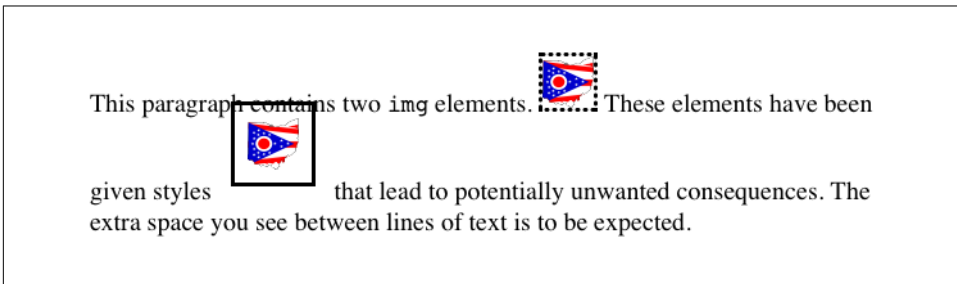 This paragraph contains two img elements. These elements have been
given styles that lead to potentially unwanted consequences. The
extra space you see between lines of text is to be expected.